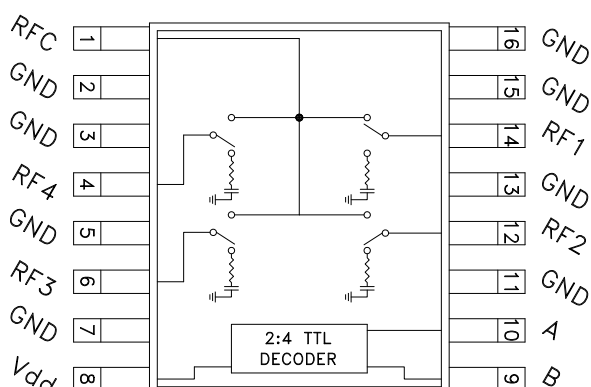 RFC 1
GND 2
GND 3
RF4 4
GND 5
RF3 6
GND 7
Vdd 8
16 GND
15 GND
14 RF1
13 GND
12 RF2
11 GND
10 A
9 B
2:4 TTL
DECODER